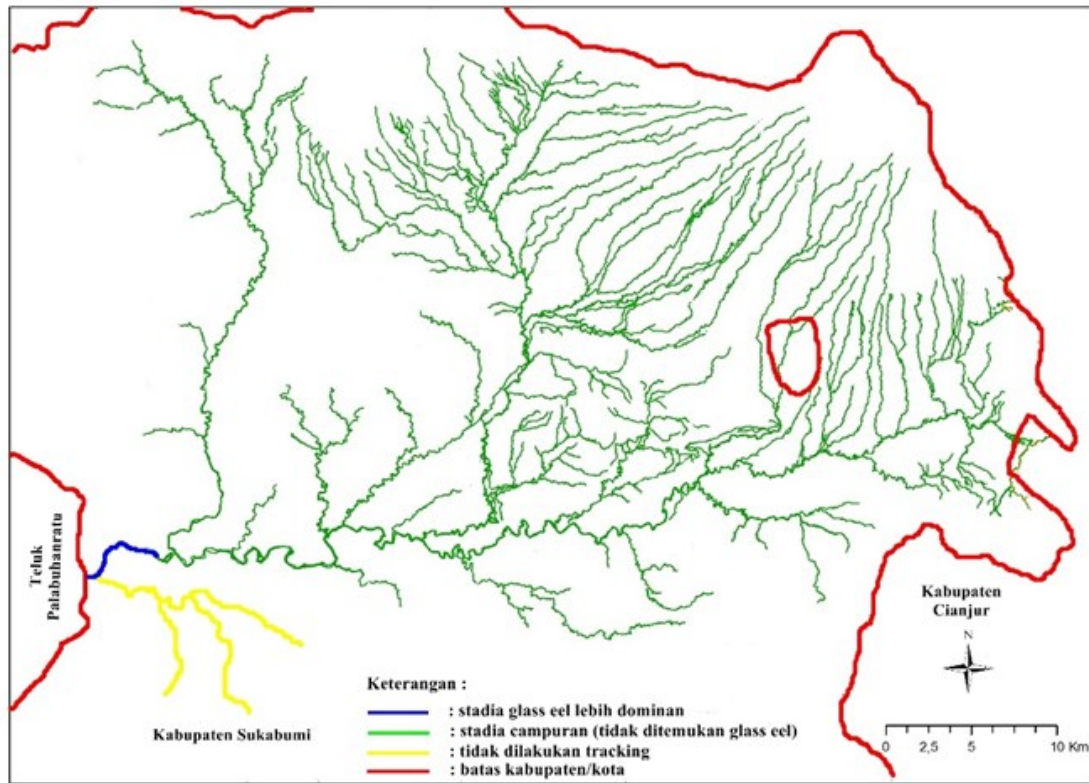 Teluk
Palabuhanratu
Kabupaten
Cianjur
N
Kabupaten Sukabumi
Keterangan :
: stadia glass eel lebih dominan
: stadia campuran (tidak ditemukan glass eel)
: tidak dilakukan tracking
: batas kabupaten/kota
0 2,5 5 10 Km